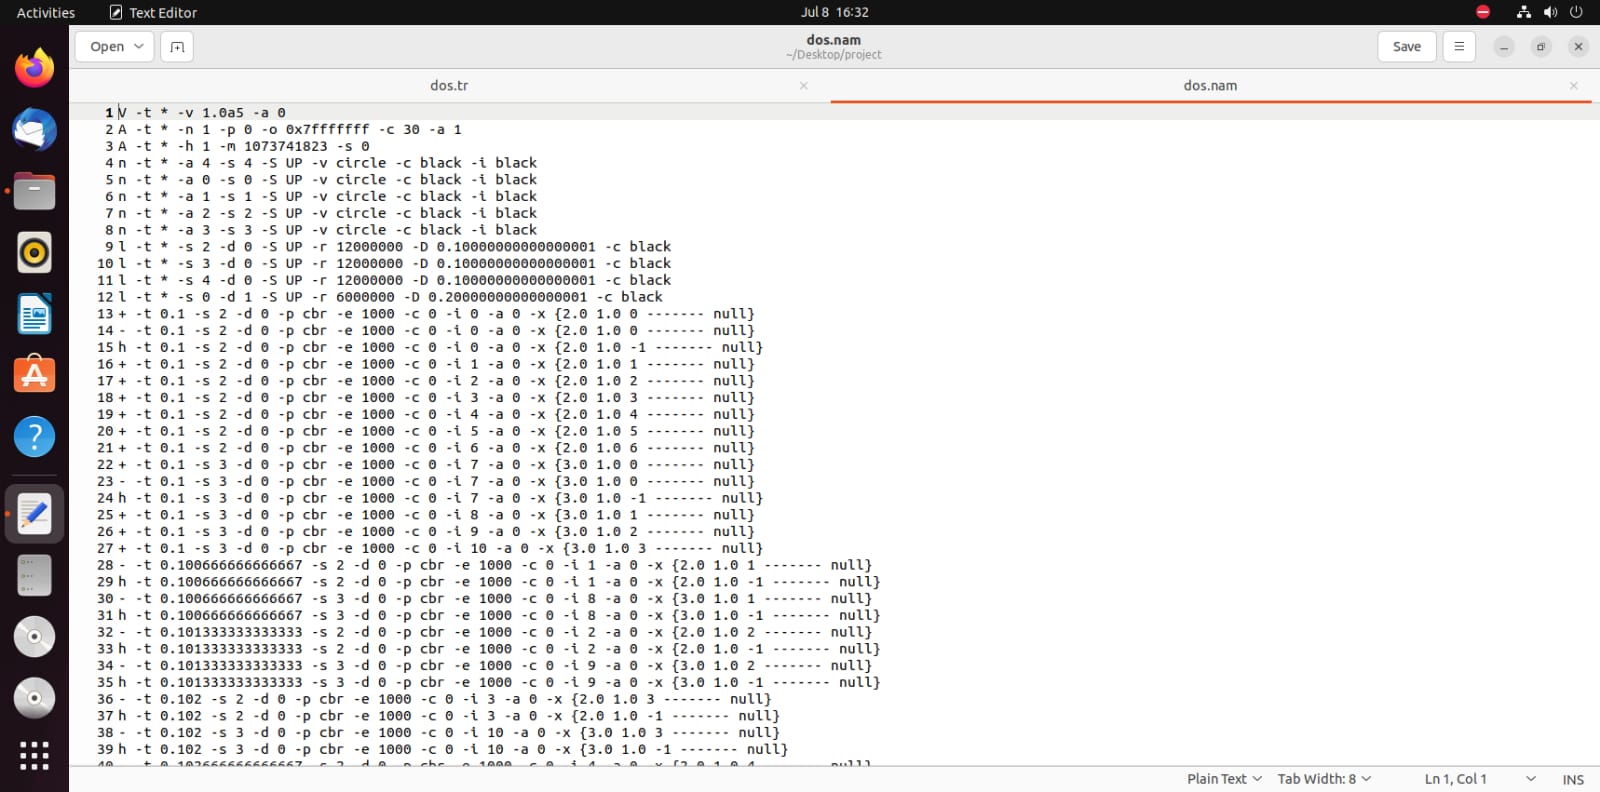 Activities Text Editor Jul 8 16:32
Open dos.nam Save
~/Desktop/project
dos.tr dos.nam
1 V -t * -v 1.0a5 -a 0
2 A -t * -n 1 -p 0 -o 0x7fffffff -c 30 -a 1
3 A -t * -h 1 -m 1073741823 -s 0
4 n -t * -a 4 -s 4 -S UP -v circle -c black -i black
5 n -t * -a 0 -s 0 -S UP -v circle -c black -i black
6 n -t * -a 1 -s 1 -S UP -v circle -c black -i black
7 n -t * -a 2 -s 2 -S UP -v circle -c black -i black
8 n -t * -a 3 -s 3 -S UP -v circle -c black -i black
9 l -t * -s 2 -d 0 -S UP -r 12000000 -D 0.10000000000000001 -c black
10 l -t * -s 3 -d 0 -S UP -r 12000000 -D 0.10000000000000001 -c black
11 l -t * -s 4 -d 0 -S UP -r 12000000 -D 0.10000000000000001 -c black
12 l -t * -s 0 -d 1 -S UP -r 6000000 -D 0.20000000000000001 -c black
13 + -t 0.1 -s 2 -d 0 -p cbr -e 1000 -c 0 -i 0 -a 0 -x {2.0 1.0 0 ------- null}
14 - -t 0.1 -s 2 -d 0 -p cbr -e 1000 -c 0 -i 0 -a 0 -x {2.0 1.0 0 ------- null}
15 h -t 0.1 -s 2 -d 0 -p cbr -e 1000 -c 0 -i 0 -a 0 -x {2.0 1.0 -1 ------- null}
16 + -t 0.1 -s 2 -d 0 -p cbr -e 1000 -c 0 -i 1 -a 0 -x {2.0 1.0 1 ------- null}
17 + -t 0.1 -s 2 -d 0 -p cbr -e 1000 -c 0 -i 2 -a 0 -x {2.0 1.0 2 ------- null}
18 + -t 0.1 -s 2 -d 0 -p cbr -e 1000 -c 0 -i 3 -a 0 -x {2.0 1.0 3 ------- null}
19 + -t 0.1 -s 2 -d 0 -p cbr -e 1000 -c 0 -i 4 -a 0 -x {2.0 1.0 4 ------- null}
20 + -t 0.1 -s 2 -d 0 -p cbr -e 1000 -c 0 -i 5 -a 0 -x {2.0 1.0 5 ------- null}
21 + -t 0.1 -s 2 -d 0 -p cbr -e 1000 -c 0 -i 6 -a 0 -x {2.0 1.0 6 ------- null}
22 + -t 0.1 -s 3 -d 0 -p cbr -e 1000 -c 0 -i 7 -a 0 -x {3.0 1.0 0 ------- null}
23 - -t 0.1 -s 3 -d 0 -p cbr -e 1000 -c 0 -i 7 -a 0 -x {3.0 1.0 0 ------- null}
24 h -t 0.1 -s 3 -d 0 -p cbr -e 1000 -c 0 -i 7 -a 0 -x {3.0 1.0 -1 ------- null}
25 + -t 0.1 -s 3 -d 0 -p cbr -e 1000 -c 0 -i 8 -a 0 -x {3.0 1.0 1 ------- null}
26 + -t 0.1 -s 3 -d 0 -p cbr -e 1000 -c 0 -i 9 -a 0 -x {3.0 1.0 2 ------- null}
27 + -t 0.1 -s 3 -d 0 -p cbr -e 1000 -c 0 -i 10 -a 0 -x {3.0 1.0 3 ------- null}
28 - -t 0.100666666666667 -s 2 -d 0 -p cbr -e 1000 -c 0 -i 1 -a 0 -x {2.0 1.0 1 ------- null}
29 h -t 0.100666666666667 -s 2 -d 0 -p cbr -e 1000 -c 0 -i 1 -a 0 -x {2.0 1.0 -1 ------- null}
30 - -t 0.100666666666667 -s 3 -d 0 -p cbr -e 1000 -c 0 -i 8 -a 0 -x {3.0 1.0 1 ------- null}
31 h -t 0.100666666666667 -s 3 -d 0 -p cbr -e 1000 -c 0 -i 8 -a 0 -x {3.0 1.0 -1 ------- null}
32 - -t 0.101333333333333 -s 2 -d 0 -p cbr -e 1000 -c 0 -i 2 -a 0 -x {2.0 1.0 2 ------- null}
33 h -t 0.101333333333333 -s 2 -d 0 -p cbr -e 1000 -c 0 -i 2 -a 0 -x {2.0 1.0 -1 ------- null}
34 - -t 0.101333333333333 -s 3 -d 0 -p cbr -e 1000 -c 0 -i 9 -a 0 -x {3.0 1.0 2 ------- null}
35 h -t 0.101333333333333 -s 3 -d 0 -p cbr -e 1000 -c 0 -i 9 -a 0 -x {3.0 1.0 -1 ------- null}
36 - -t 0.102 -s 2 -d 0 -p cbr -e 1000 -c 0 -i 3 -a 0 -x {2.0 1.0 3 ------- null}
37 h -t 0.102 -s 2 -d 0 -p cbr -e 1000 -c 0 -i 3 -a 0 -x {2.0 1.0 -1 ------- null}
38 - -t 0.102 -s 3 -d 0 -p cbr -e 1000 -c 0 -i 10 -a 0 -x {3.0 1.0 3 ------- null}
39 h -t 0.102 -s 3 -d 0 -p cbr -e 1000 -c 0 -i 10 -a 0 -x {3.0 1.0 -1 ------- null}
Plain Text Tab Width: 8 Ln 1, Col 1 INS